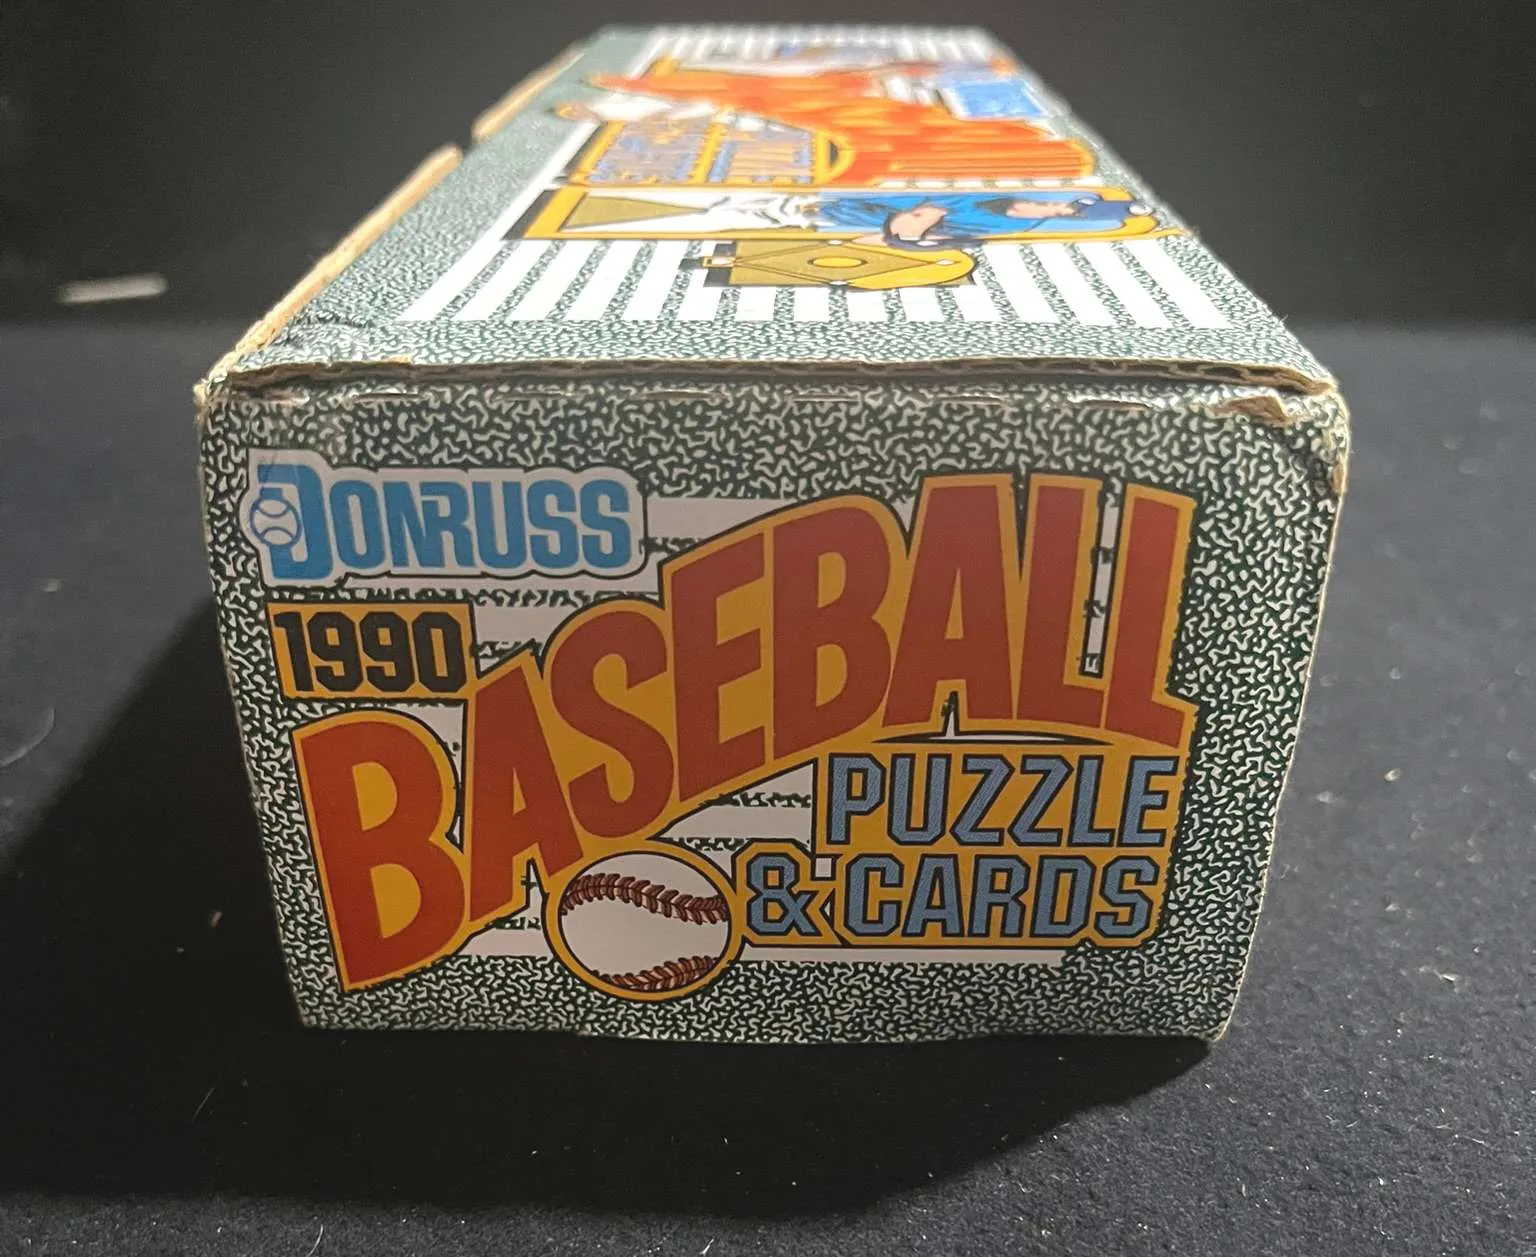 DONRUSS
1990
BASEBALL
PUZZLE
& CARDS